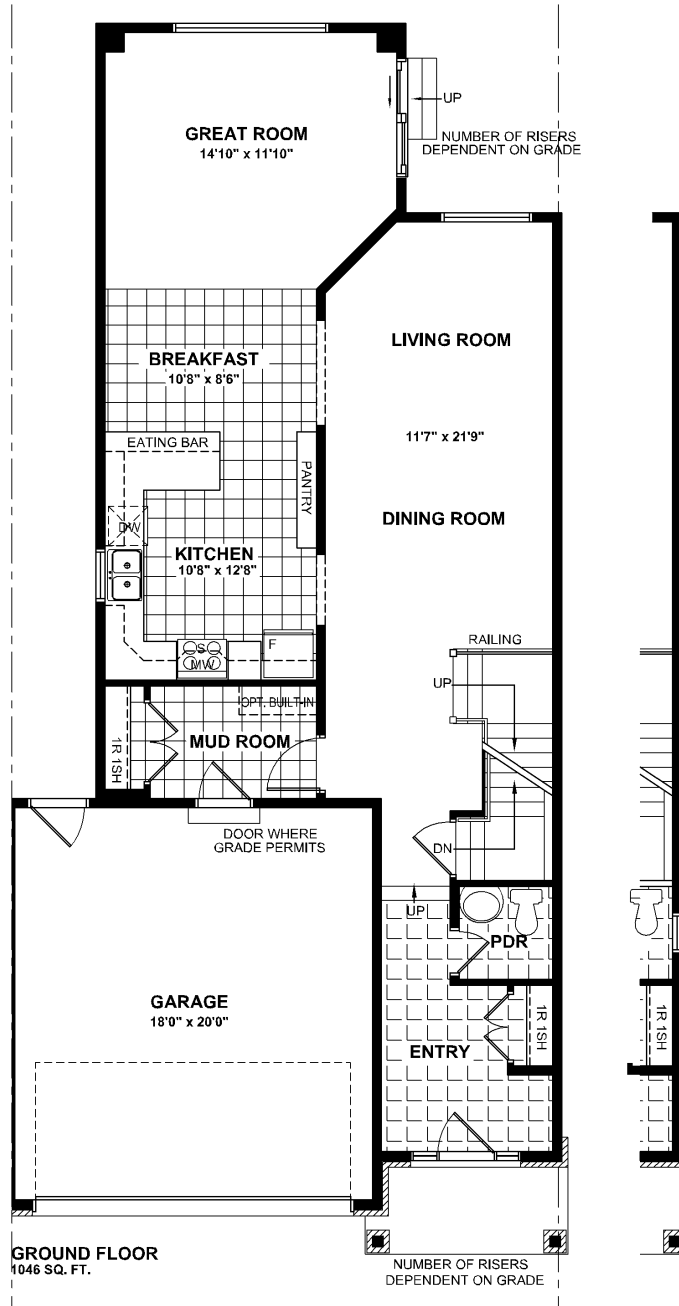 GREAT ROOM
14'10" x 11'10"
UP
NUMBER OF RISERS
DEPENDENT ON GRADE
LIVING ROOM
BREAKFAST
10'8" x 8'6"
11'7" x 21'9"
EATING BAR
PANTRY
DINING ROOM
DW
KITCHEN
10'8" x 12'8"
RAILING
F
S
MW
UP
OPT. BUILT-IN
MUD ROOM
1R 1SH
DOOR WHERE
GRADE PERMITS
DN
UP
PDR
GARAGE
18'0" x 20'0"
1R 1SH
1R 1SH
ENTRY
GROUND FLOOR
1046 SQ. FT.
NUMBER OF RISERS
DEPENDENT ON GRADE